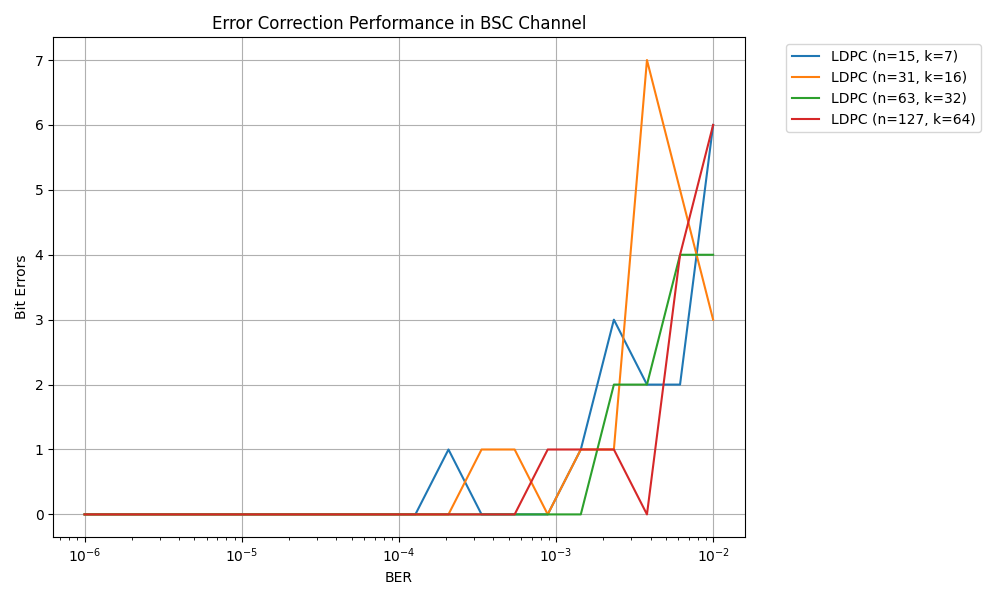 Error Correction Performance in BSC Channel
LDPC (n=15, k=7)
LDPC (n=31, k=16)
LDPC (n=63, k=32)
LDPC (n=127, k=64)
Bit Errors
7
6
5
4
3
2
1
0
10⁻⁶ 10⁻⁵ 10⁻⁴ 10⁻³ 10⁻²
BER